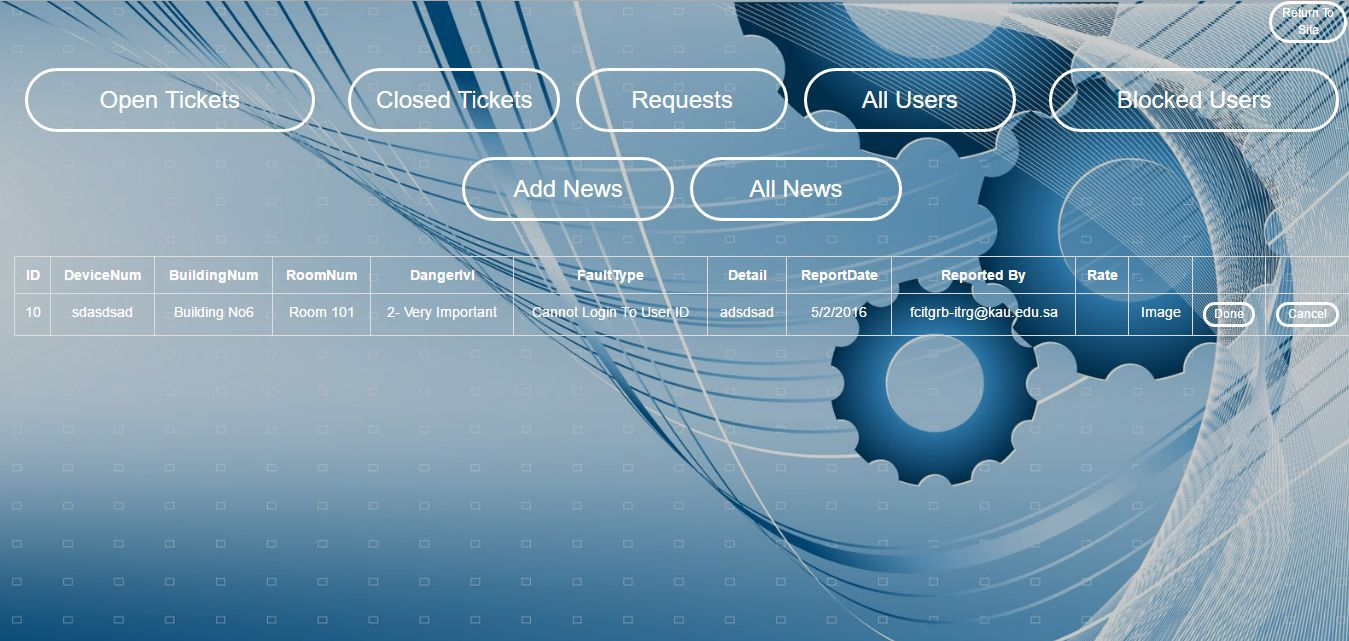 Return To
Site
Open Tickets Closed Tickets Requests All Users Blocked Users
Add News All News
ID DeviceNum BuildingNum RoomNum Dangerlvl FaultType Detail ReportDate Reported By Rate
10 sdasdsad Building No6 Room 101 2- Very Important Cannot Login To User ID adsdsad 5/2/2016 fcitgrb-itrg@kau.edu.sa Image Done Cancel